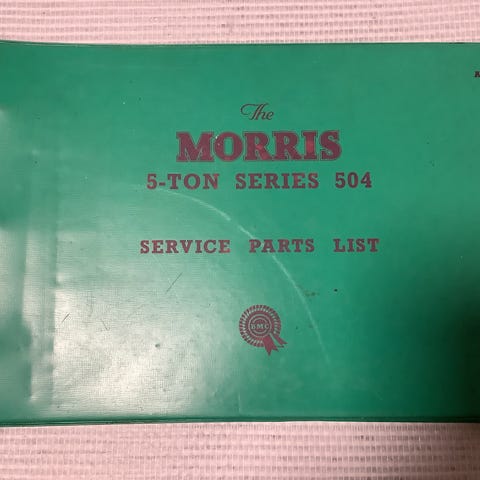 The
MORRIS
5-TON SERIES 504
SERVICE PARTS LIST
BMC